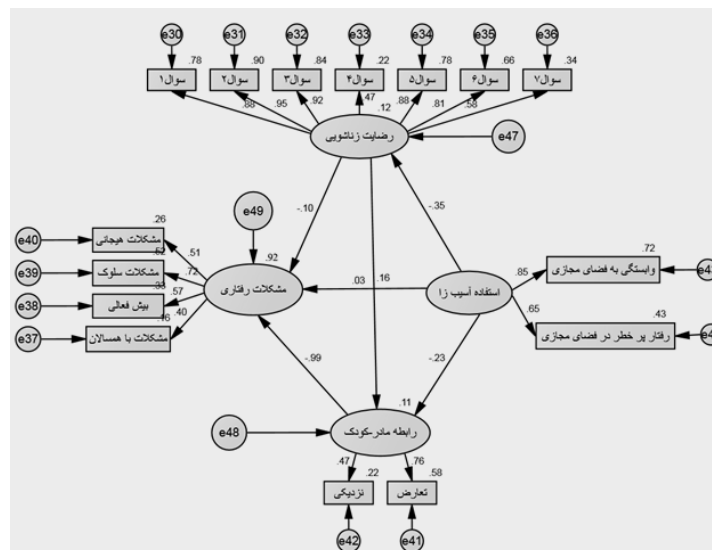 e30 e31 e32 e33 e34 e35 e36
.78 .90 .84 .22 .78 .66 .34
سوال۱ سوال۲ سوال۳ سوال۴ سوال۵ سوال۶ سوال۷
.88 .95 .92 .47 .88 .81 .58
.12
رضایت زناشویی
e47
e49
-.10
-.35
.26
e40
مشکلات هیجانی
.51
.52
e39
مشکلات سلوک
.72
.92
مشکلات رفتاری
.03
.16
استفاده آسیب زا
.85
.72
وابستگی به فضای مجازی
.33
e38
بیش فعالی
.57
.16
e37
مشکلات با همسالان
.40
.65
.43
رفتار پر خطر در فضای مجازی
-.99
-.23
.11
e48
رابطه مادر-کودک
.47 .76
.22 .58
نزدیکی تعارض
e42 e41